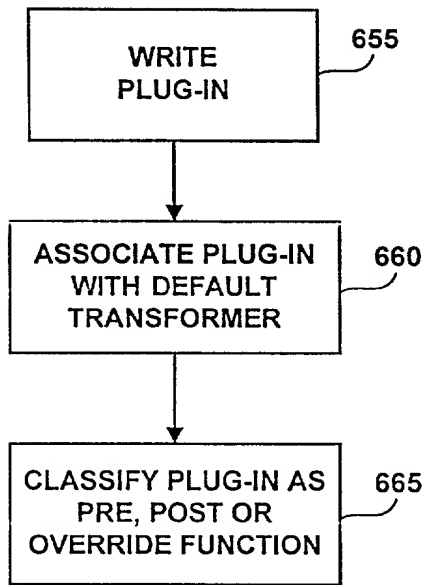 WRITE
PLUG-IN
655
ASSOCIATE PLUG-IN
WITH DEFAULT
TRANSFORMER
660
CLASSIFY PLUG-IN AS
PRE, POST OR
OVERRIDE FUNCTION
665